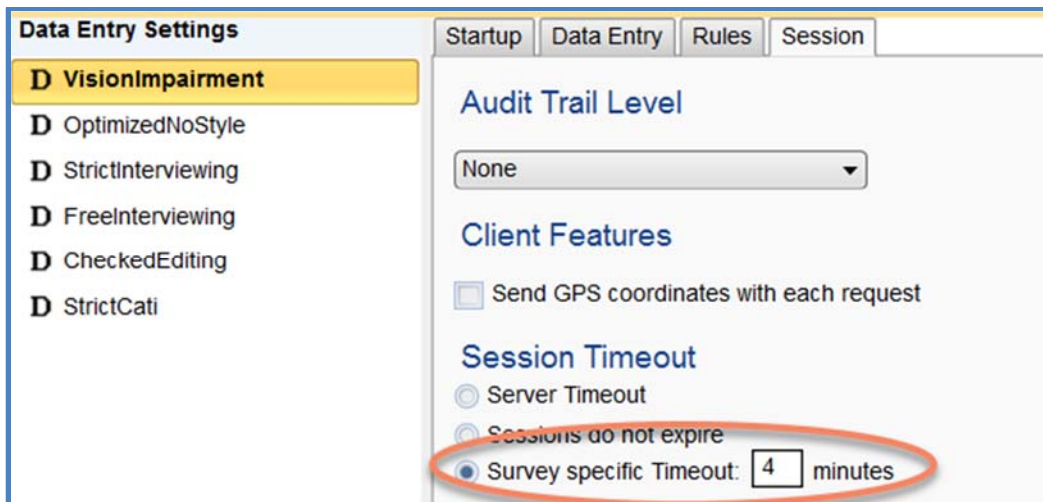 Data Entry Settings
D VisionImpairment
D OptimizedNoStyle
D StrictInterviewing
D FreeInterviewing
D CheckedEditing
D StrictCati
Startup Data Entry Rules Session
Audit Trail Level
None
Client Features
Send GPS coordinates with each request
Session Timeout
Server Timeout
Sessions do not expire
Survey specific Timeout: 4 minutes